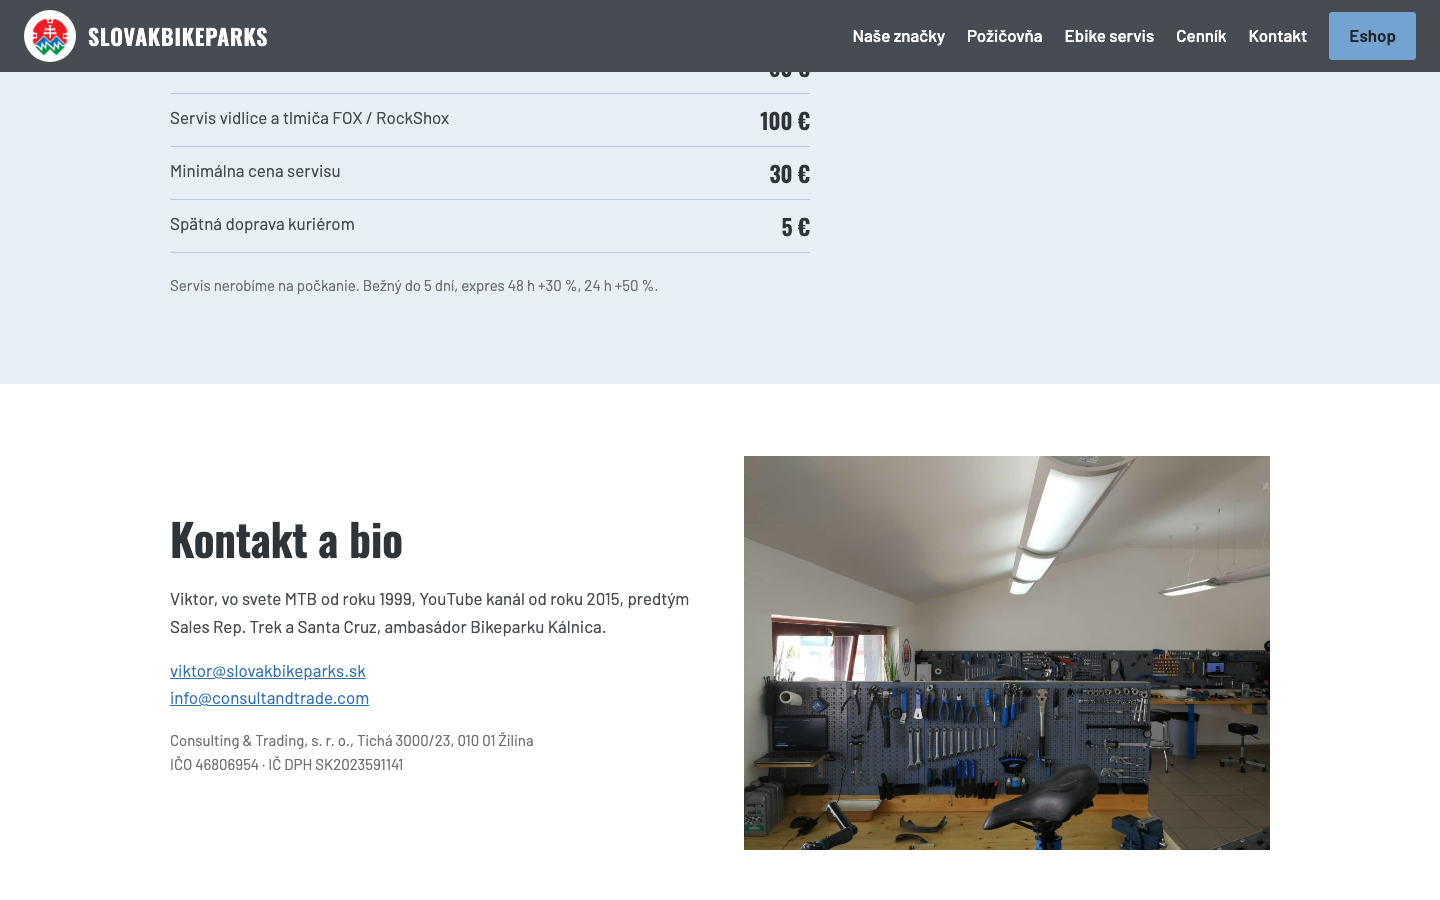 SLOVAKBIKEPARKS
Naše značky
Požičovňa
Ebike servis
Cenník
Kontakt
Eshop
Servis vidlice a tlmiča FOX / RockShox 100 €
Minimálna cena servisu 30 €
Spätná doprava kuriérom 5 €
Servis nerobíme na počkanie. Bežný do 5 dní, expres 48 h +30 %, 24 h +50 %.
Kontakt a bio
Viktor, vo svete MTB od roku 1999, YouTube kanál od roku 2015, predtým
Sales Rep. Trek a Santa Cruz, ambasádor Bikeparku Kálnica.
viktor@slovakbikeparks.sk
info@consultandtrade.com
Consulting & Trading, s. r. o., Tichá 3000/23, 010 01 Žilina
IČO 46806954 · IČ DPH SK2023591141